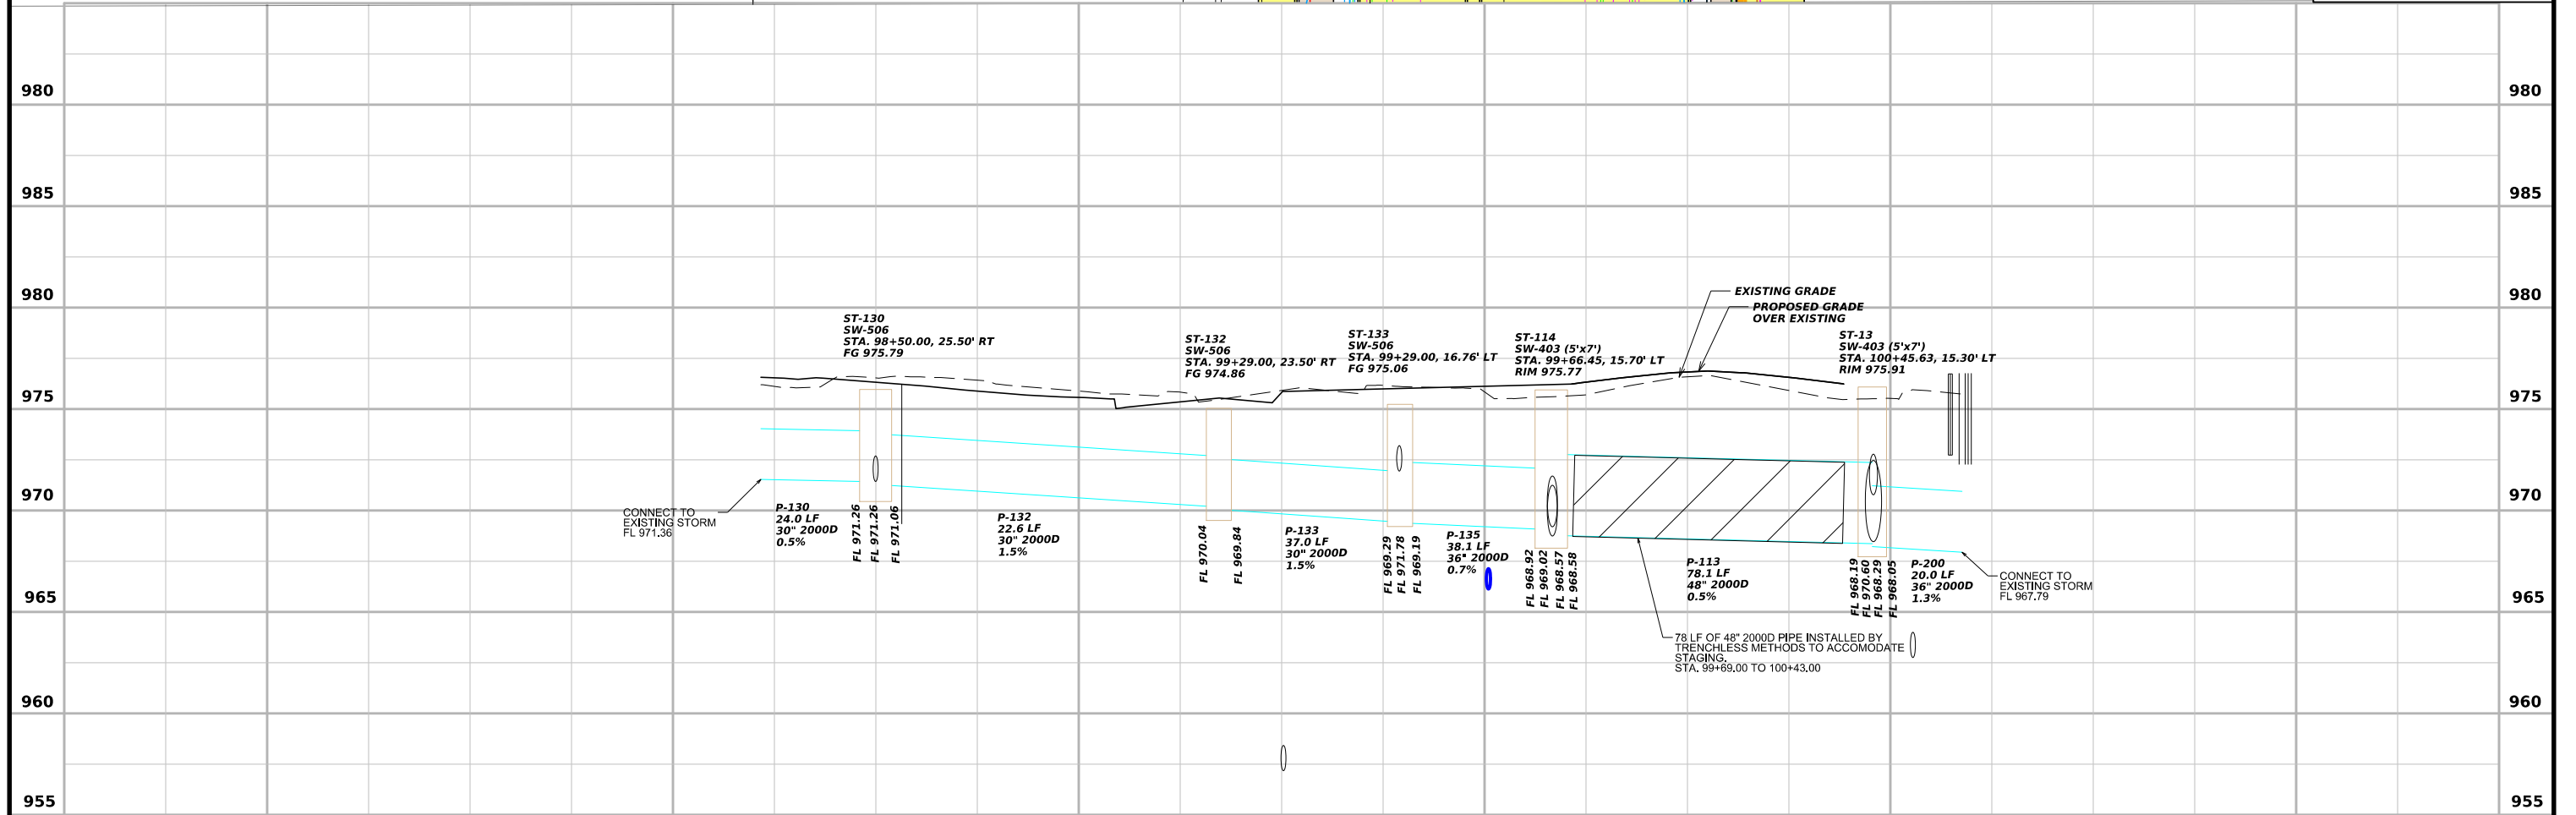 980 980
985 985
980 980
EXISTING GRADE
PROPOSED GRADE
OVER EXISTING
ST-130
SW-506
STA. 98+50.00, 25.50' RT
FG 975.79
ST-132
SW-506
STA. 99+29.00, 23.50' RT
FG 974.86
ST-133
SW-506
STA. 99+29.00, 16.76' LT
FG 975.06
ST-114
SW-403 (5'x7')
STA. 99+66.45, 15.70' LT
RIM 975.77
ST-13
SW-403 (5'x7')
STA. 100+45.63, 15.30' LT
RIM 975.91
975 975
970 970
CONNECT TO
EXISTING STORM
FL 971.36
P-130
24.0 LF
30" 2000D
0.5%
FL 971.26
FL 971.26
FL 971.06
P-132
22.6 LF
30" 2000D
1.5%
FL 970.04
FL 969.84
P-133
37.0 LF
30" 2000D
1.5%
FL 969.29
FL 971.78
FL 969.19
P-135
38.1 LF
36" 2000D
0.7%
FL 968.92
FL 969.02
FL 968.57
FL 968.58
P-113
78.1 LF
48" 2000D
0.5%
FL 968.19
FL 970.60
FL 968.29
FL 968.05
P-200
20.0 LF
36" 2000D
1.3%
CONNECT TO
EXISTING STORM
FL 967.79
965 965
78 LF OF 48" 2000D PIPE INSTALLED BY
TRENCHLESS METHODS TO ACCOMODATE
STAGING.
STA. 99+69.00 TO 100+43.00
960 960
955 955